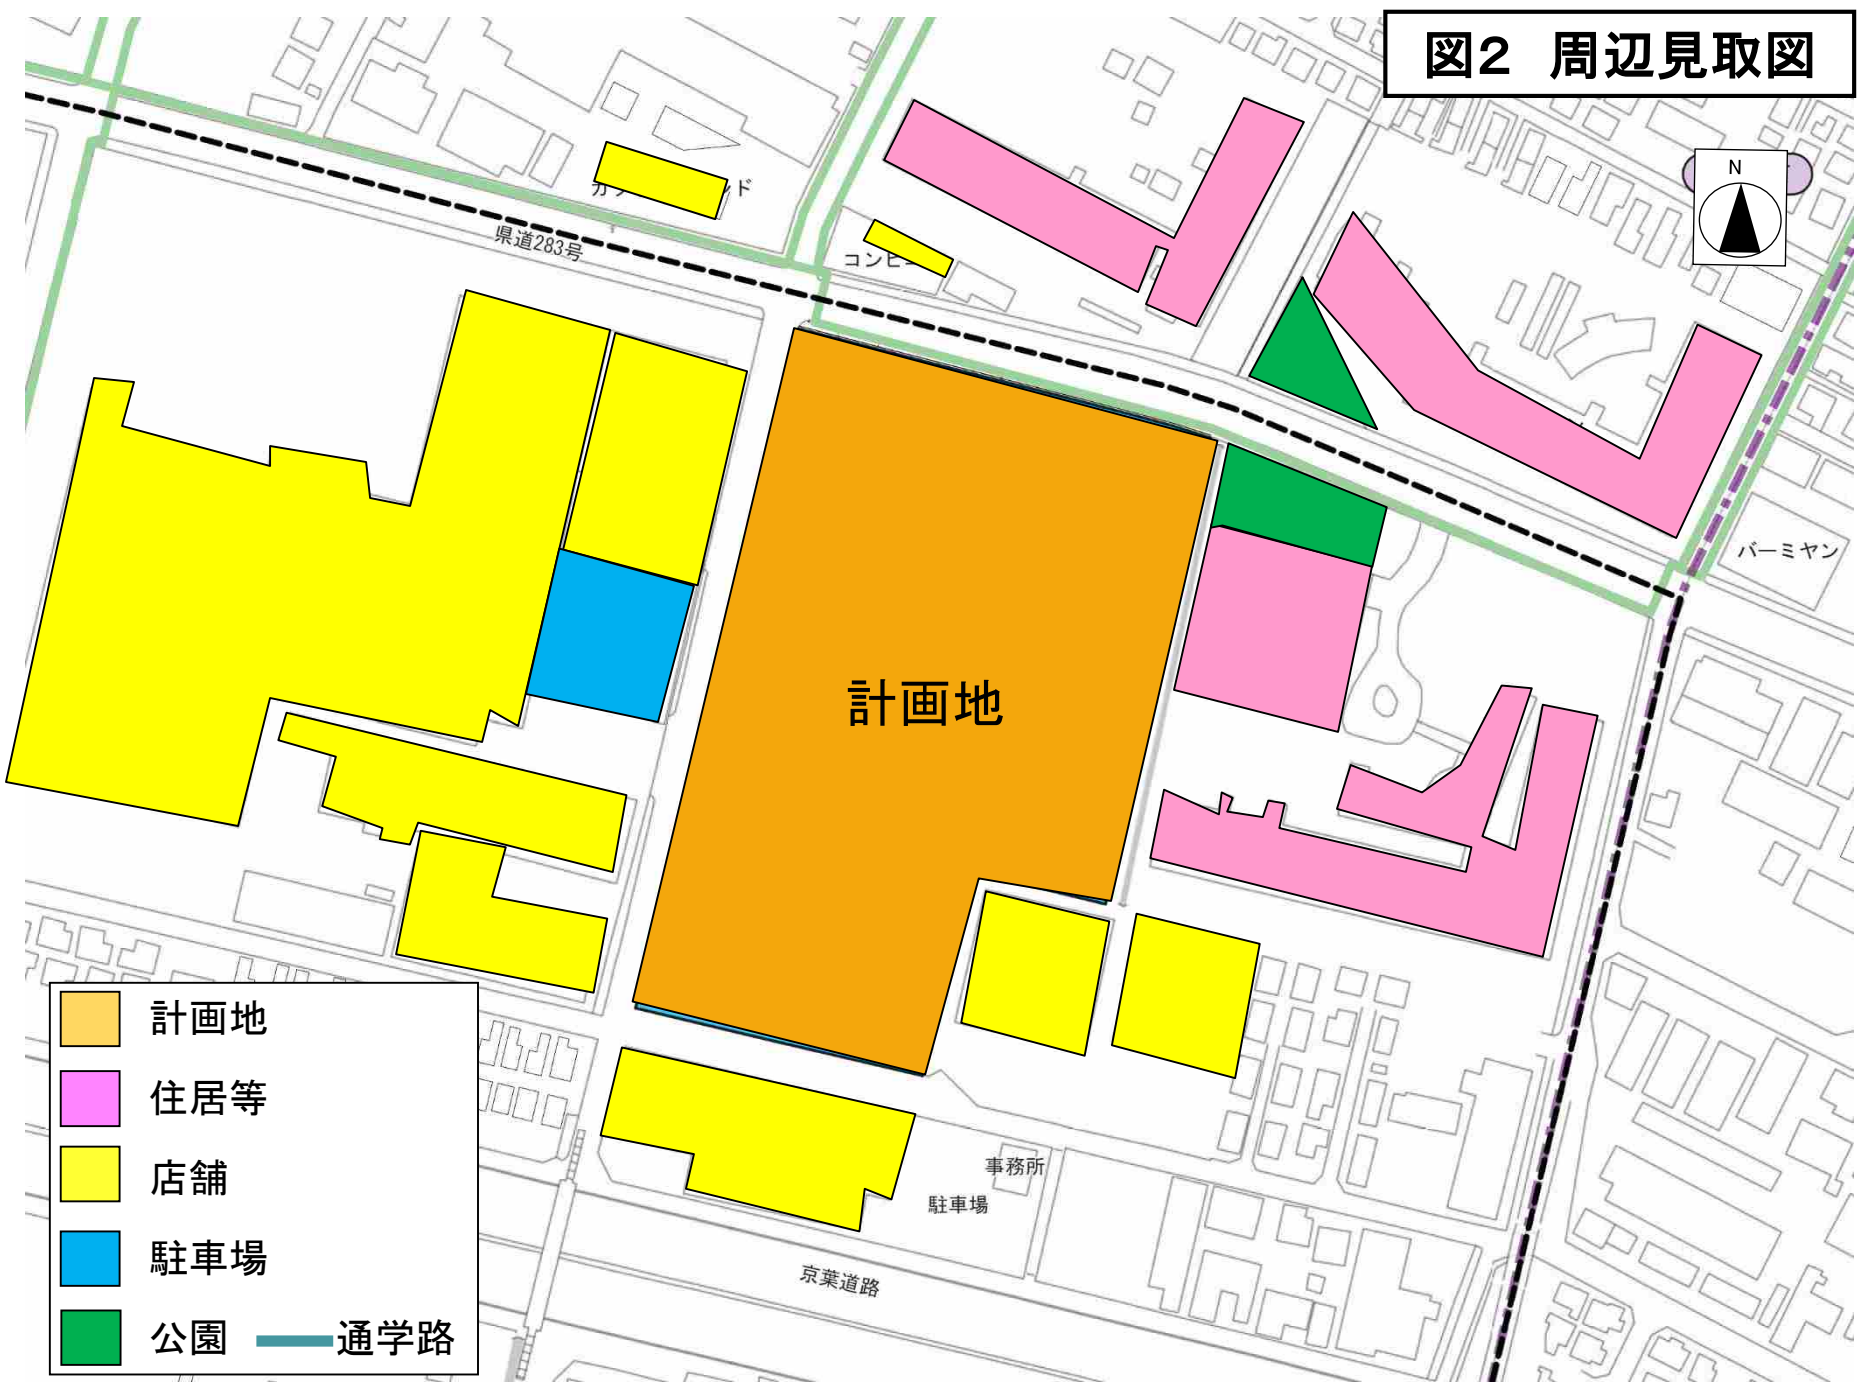 図2 周辺見取図
N
ド
県道283号
コンビニ
バーミヤン
計画地
計画地
住居等
店舗
駐車場
公園
通学路
事務所
駐車場
京葉道路